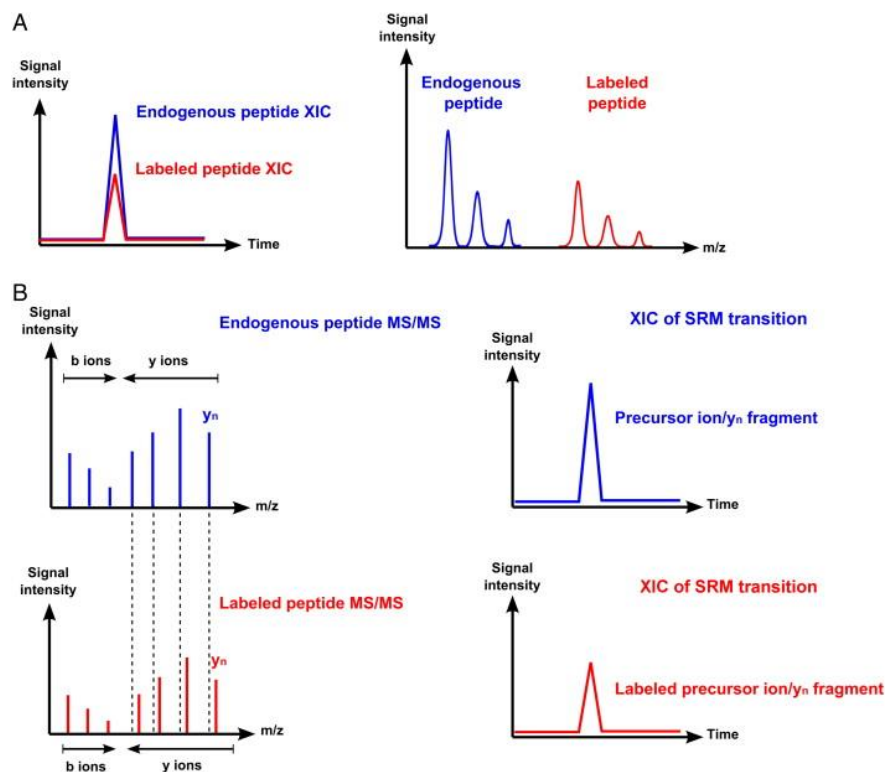 A
Signal
intensity
Endogenous peptide XIC
Labeled peptide XIC
Time
Signal
intensity
Endogenous
peptide
Labeled
peptide
m/z
B
Signal
intensity
Endogenous peptide MS/MS
b ions
y ions
yn
m/z
XIC of SRM transition
Signal
intensity
Precursor ion/yn fragment
Time
Signal
intensity
Labeled peptide MS/MS
yn
m/z
b ions
y ions
XIC of SRM transition
Signal
intensity
Labeled precursor ion/yn fragment
Time